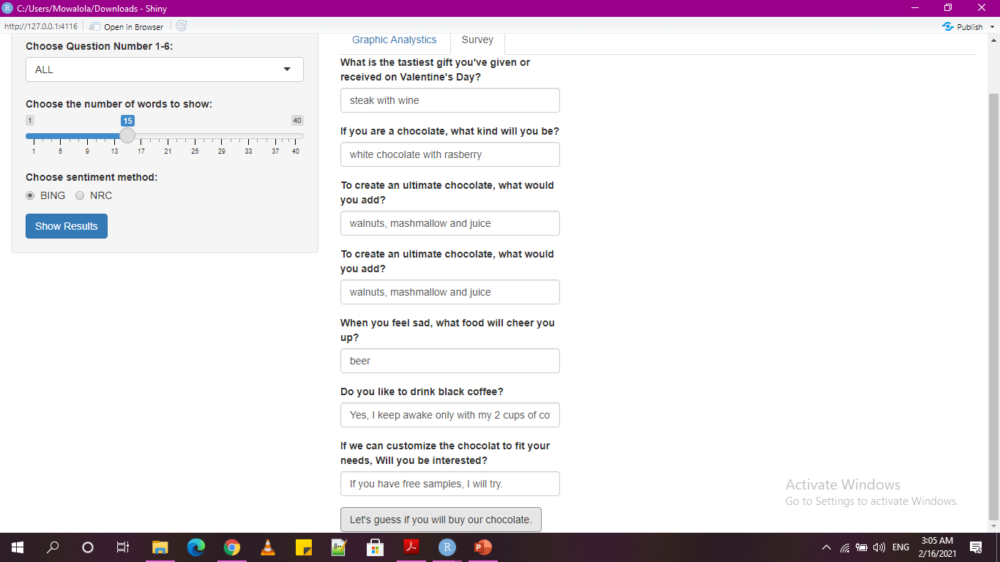 C:/Users/Mowalola/Downloads - Shiny
http://127.0.0.1:4116
Open in Browser
Publish
Choose Question Number 1-6:
ALL
Choose the number of words to show:
1 15 40
1 5 9 13 17 21 25 29 33 37 40
Choose sentiment method:
BING NRC
Show Results
Graphic Analystics Survey
What is the tastiest gift you've given or
received on Valentine's Day?
steak with wine
If you are a chocolate, what kind will you be?
white chocolate with rasberry
To create an ultimate chocolate, what would
you add?
walnuts, mashmallow and juice
To create an ultimate chocolate, what would
you add?
walnuts, mashmallow and juice
When you feel sad, what food will cheer you
up?
beer
Do you like to drink black coffee?
Yes, I keep awake only with my 2 cups of co
If we can customize the chocolat to fit your
needs, Will you be interested?
If you have free samples, I will try.
Let's guess if you will buy our chocolate.
Activate Windows
Go to Settings to activate Windows.
ENG
3:05 AM
2/16/2021